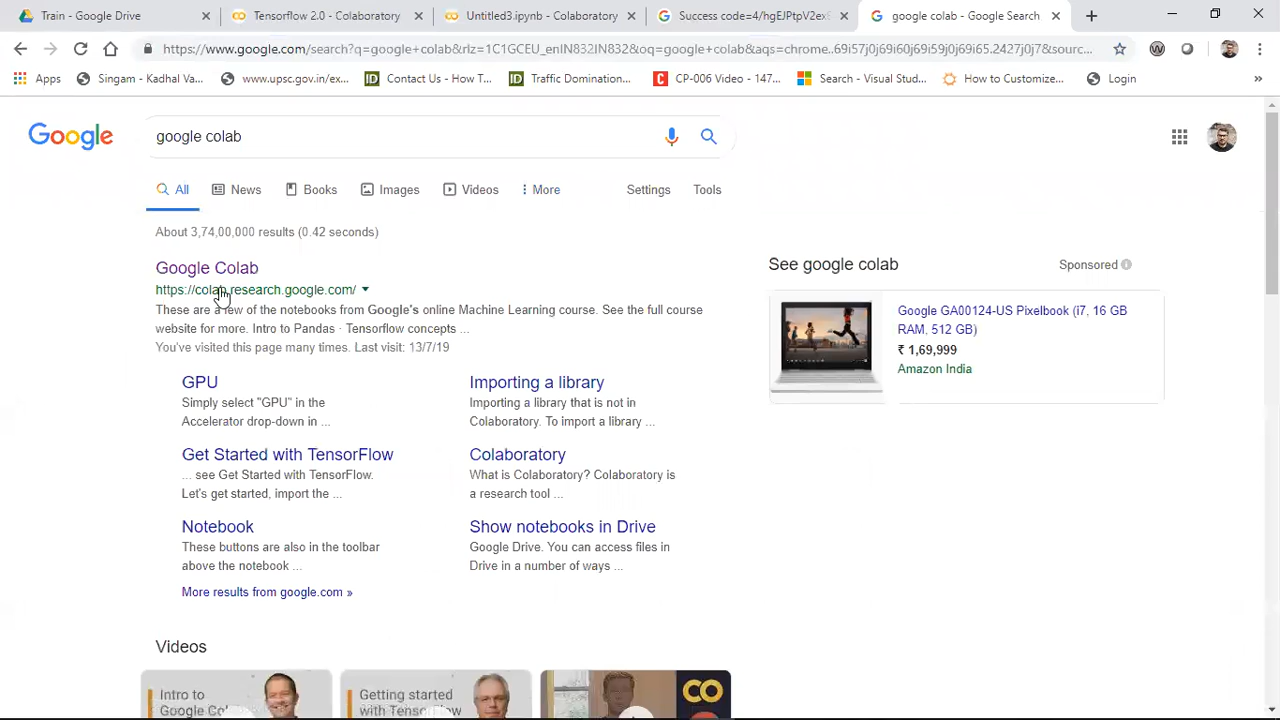 Train - Google Drive
Tensorflow 2.0 - Colaboratory
Untitled3.ipynb - Colaboratory
Success code=4/hgEJPtpV2ex
google colab - Google Search
https://www.google.com/search?q=google+colab&rlz=1C1GCEU_enIN832IN832&oq=google+colab&aqs=chrome..69i57j0j69i60j69i59j0j69i65.2427j0j7&sourc...
Apps
Singam - Kadhal Va...
www.upsc.gov.in/ex...
ID
Contact Us - How T...
ID
Traffic Domination...
CP-006 Video - 147...
Search - Visual Stud...
How to Customize...
Login
»
Google
google colab
All
News
Books
Images
Videos
More
Settings
Tools
About 3,74,00,000 results (0.42 seconds)
Google Colab
https://colab.research.google.com/
These are a few of the notebooks from Google's online Machine Learning course. See the full course
website for more. Intro to Pandas · Tensorflow concepts ...
You've visited this page many times. Last visit: 13/7/19
GPU
Simply select "GPU" in the
Accelerator drop-down in ...
Importing a library
Importing a library that is not in
Colaboratory. To import a library ...
Get Started with TensorFlow
... see Get Started with TensorFlow.
Let's get started, import the ...
Colaboratory
What is Colaboratory? Colaboratory is
a research tool ...
Notebook
These buttons are also in the toolbar
above the notebook ...
Show notebooks in Drive
Google Drive. You can access files in
Drive in a number of ways ...
More results from google.com »
See google colab
Sponsored
Google GA00124-US Pixelbook (i7, 16 GB
RAM, 512 GB)
₹ 1,69,999
Amazon India
Videos
Intro to
Google Colab
Getting started
with TensorFlow
CO